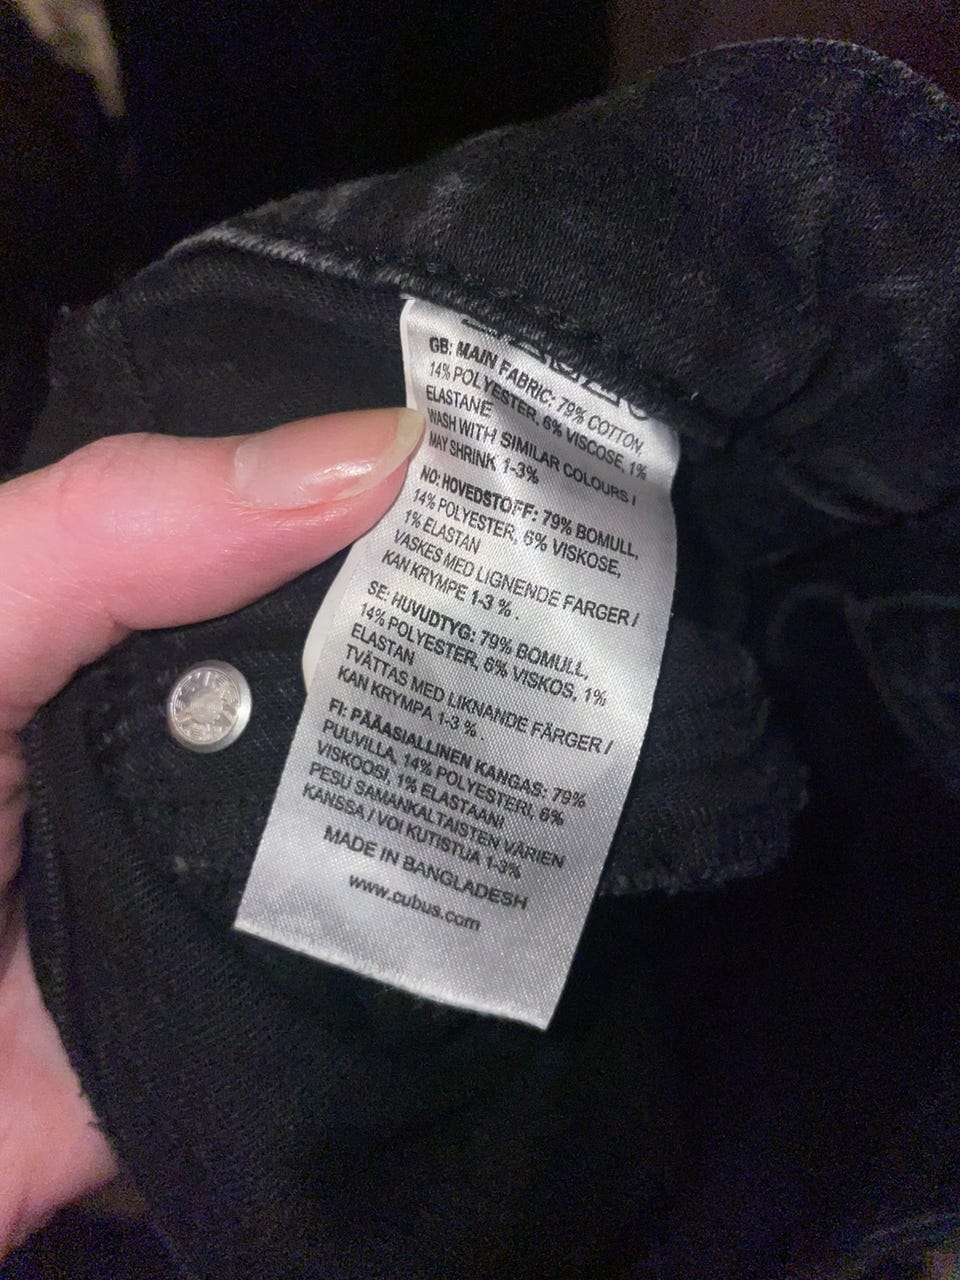 GB: MAIN FABRIC: 79% COTTON,
14% POLYESTER, 6% VISCOSE, 1%
ELASTANE
WASH WITH SIMILAR COLOURS /
MAY SHRINK 1-3%
NO: HOVEDSTOFF: 79% BOMULL,
14% POLYESTER, 6% VISKOSE,
1% ELASTAN
VASKES MED LIGNENDE FARGER /
KAN KRYMPE 1-3 % .
SE: HUVUDTYG: 79% BOMULL,
14% POLYESTER, 6% VISKOS, 1%
ELASTAN
TVÄTTAS MED LIKNANDE FÄRGER /
KAN KRYMPA 1-3 % .
FI: PÄÄASIALLINEN KANGAS: 79%
PUUVILLA, 14% POLYESTERI, 6%
VISKOOSI, 1% ELASTAANI
PESU SAMANKALTAISTEN VÄRIEN
KANSSA / VOI KUTISTUA 1-3%
MADE IN BANGLADESH
www.cubus.com